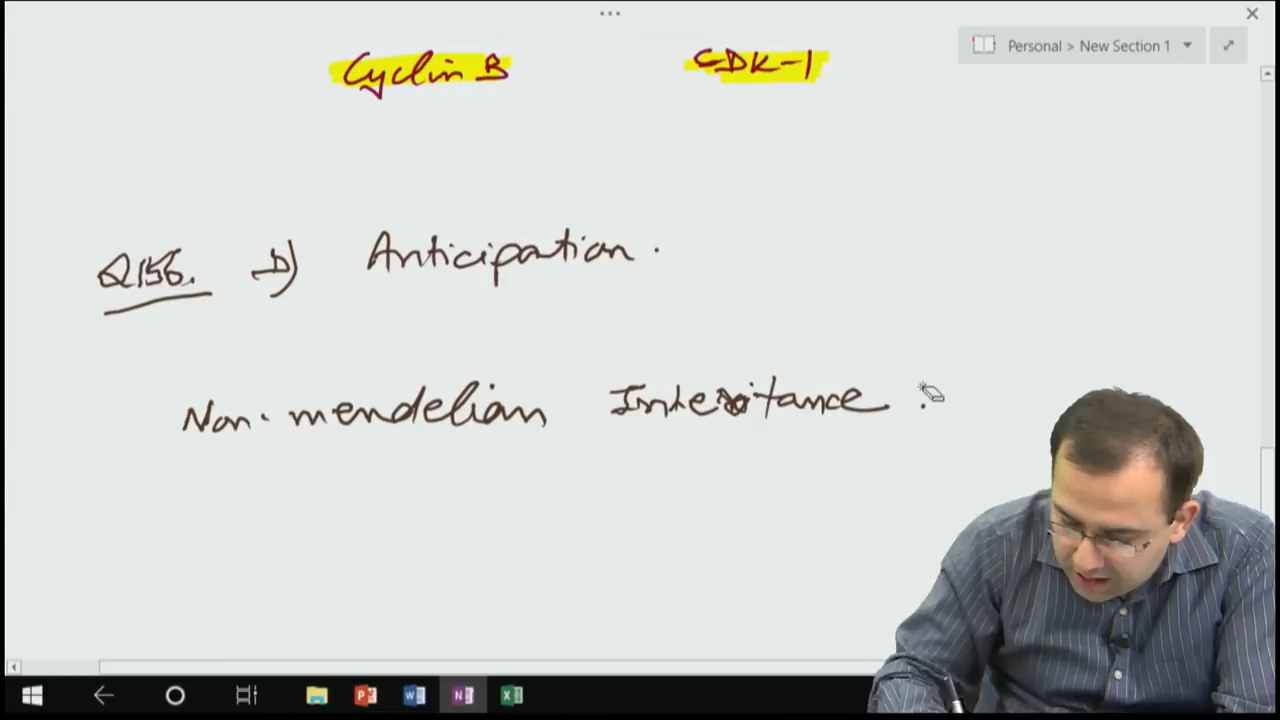 Personal > New Section 1
Cyclin B CDK-1
Q156. D) Anticipation.
Non-mendelian Inheritance.